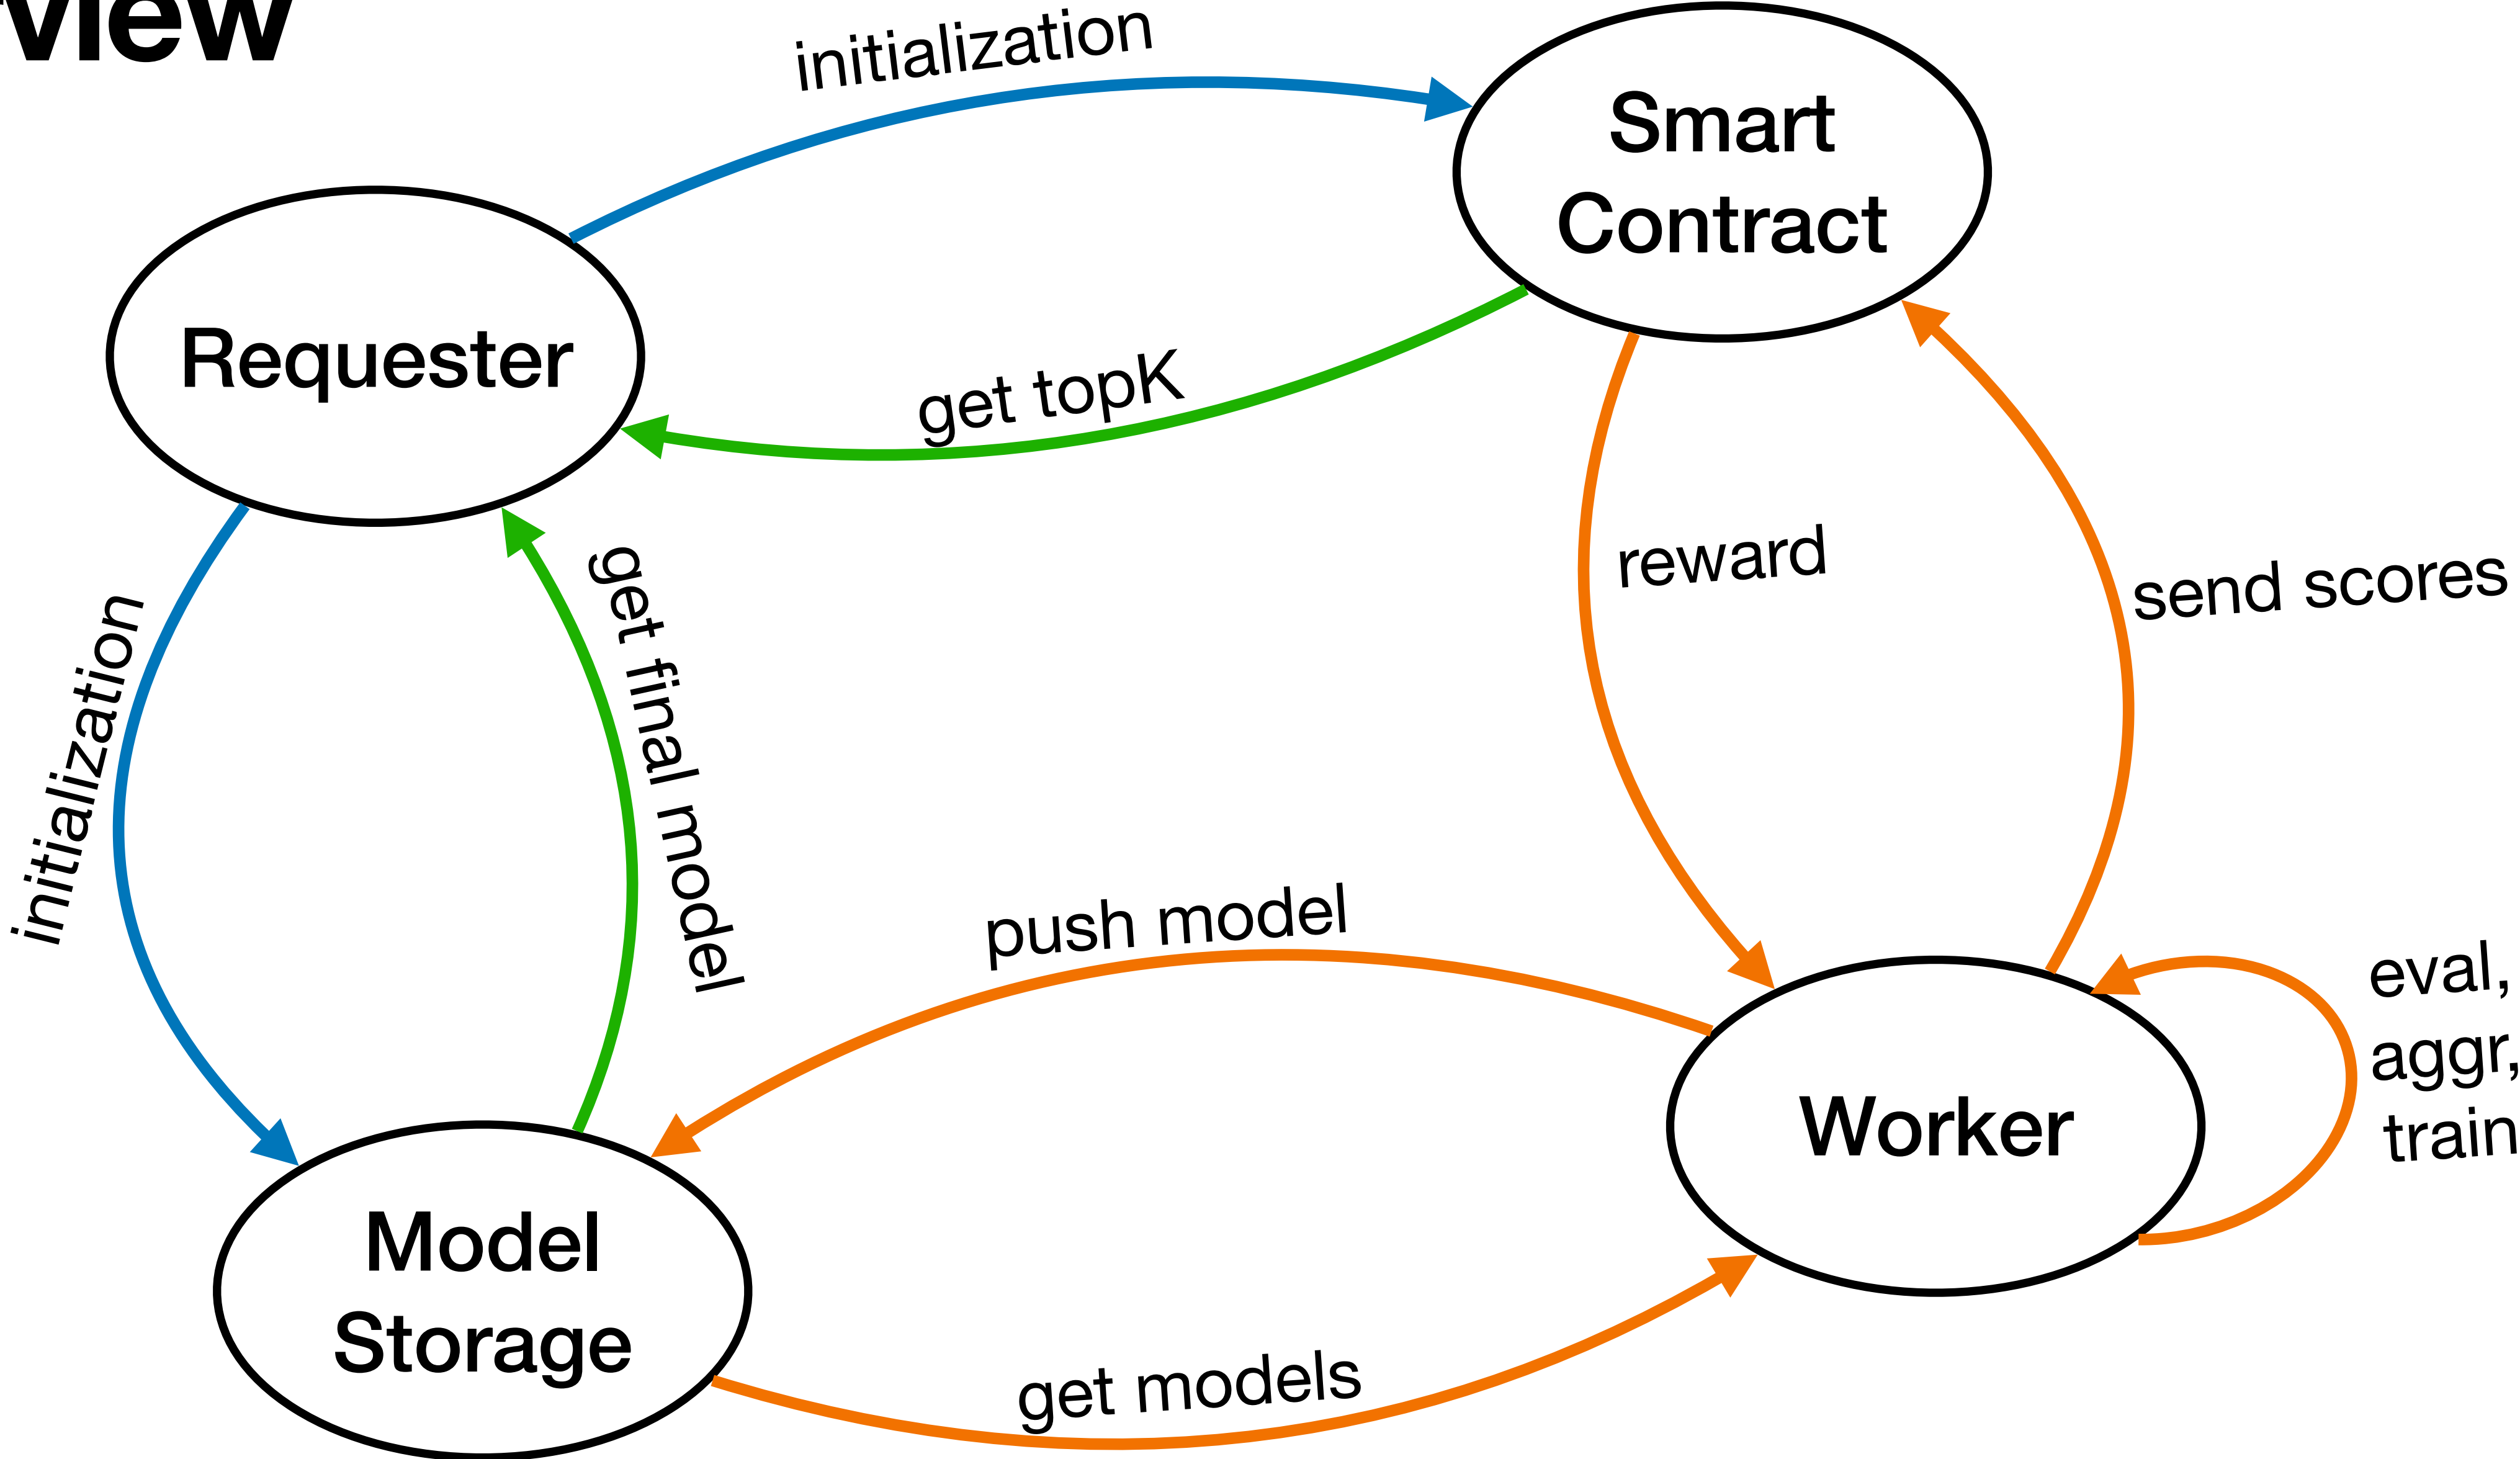 view
initialization
Smart
Contract
Requester
get topK
reward
send scores
initialization
get final model
push model
eval,
aggr,
train
Worker
Model
Storage
get models